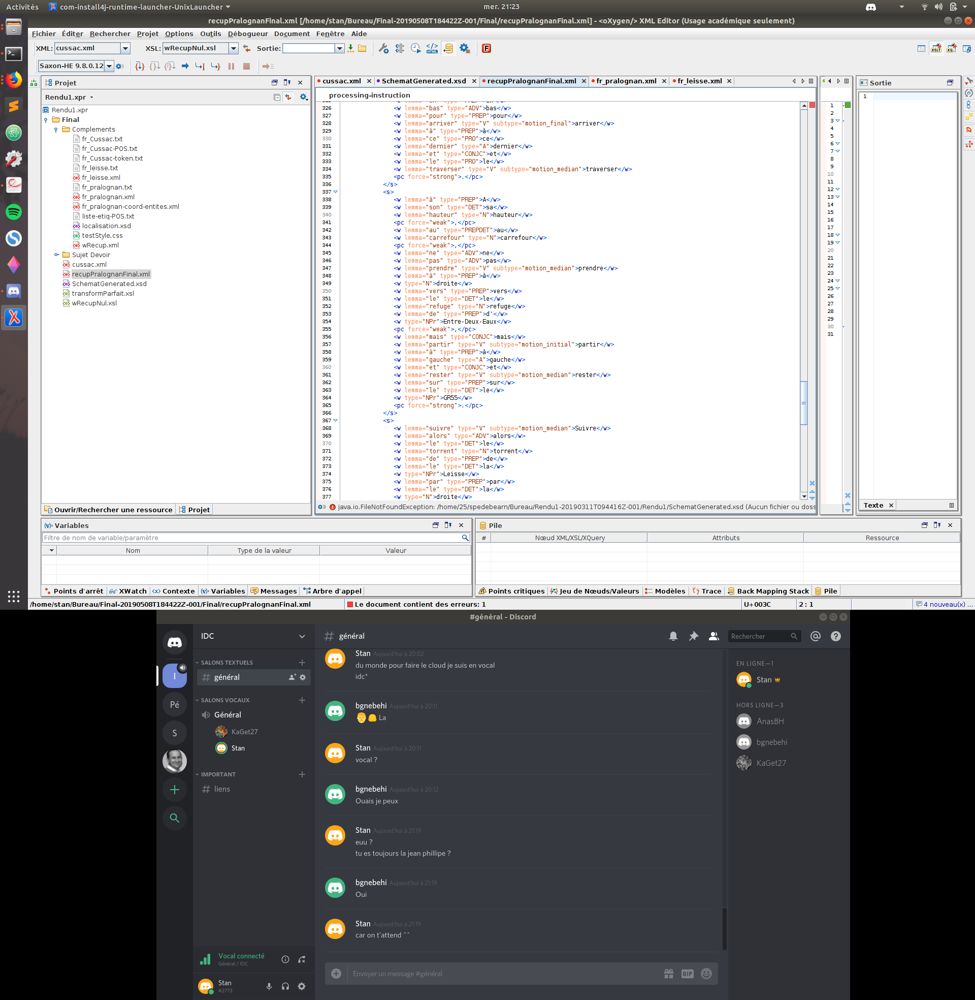 Activités
com-install4j-runtime-launcher-UnixLauncher
mer. 21:23
recupPralognanFinal.xml [/home/stan/Bureau/Final-20190508T184422Z-001/Final/recupPralognanFinal.xml] - <oXygen/> XML Editor (Usage académique seulement)
Fichier Éditer Rechercher Projet Options Outils Débogueur Document Fenêtre Aide
XML: cussac.xml XSL: wRecupNul.xsl Sortie:
Saxon-HE 9.8.0.12
Projet
Rendu1.xpr
Rendu1.xpr
Final
Complements
fr_Cussac.txt
fr_Cussac-POS.txt
fr_Cussac-token.txt
fr_leisse.txt
fr_leisse.xml
fr_pralognan.txt
fr_pralognan.xml
fr_pralognan-coord-entites.xml
liste-etiq-POS.txt
localisation.xsd
testStyle.css
wRecup.xml
Sujet Devoir
cussac.xml
recupPralognanFinal.xml
SchematGenerated.xsd
transformParfait.xsl
wRecupNul.xsl
Ouvrir/Rechercher une ressource Projet
cussac.xml SchematGenerated.xsd recupPralognanFinal.xml fr_pralognan.xml fr_leisse.xml
processing-instruction
326 <w lemma="bas" type="ADV">bas</w>
327 <w lemma="pour" type="PREP">pour</w>
328 <w lemma="arriver" type="V" subtype="motion_final">arriver</w>
329 <w lemma="à" type="PREP">à</w>
330 <w lemma="ce" type="PRO">ce</w>
331 <w lemma="dernier" type="A">dernier</w>
332 <w lemma="et" type="CONJC">et</w>
333 <w lemma="le" type="PRO">le</w>
334 <w lemma="traverser" type="V" subtype="motion_median">traverser</w>
335 <pc force="strong">.</pc>
336 </s>
337 <s>
338 <w lemma="à" type="PREP">A</w>
339 <w lemma="son" type="DET">sa</w>
340 <w lemma="hauteur" type="N">hauteur</w>
341 <pc force="weak">,</pc>
342 <w lemma="au" type="PREPDET">au</w>
343 <w lemma="carrefour" type="N">carrefour</w>
344 <pc force="weak">,</pc>
345 <w lemma="ne" type="ADV">ne</w>
346 <w lemma="pas" type="ADV">pas</w>
347 <w lemma="prendre" type="V" subtype="motion_median">prendre</w>
348 <w lemma="à" type="PREP">à</w>
349 <w type="N">droite</w>
350 <w lemma="vers" type="PREP">vers</w>
351 <w lemma="le" type="DET">le</w>
352 <w lemma="refuge" type="N">refuge</w>
353 <w lemma="de" type="PREP">d'</w>
354 <w type="NPr">Entre-Deux-Eaux</w>
355 <pc force="weak">,</pc>
356 <w lemma="mais" type="CONJC">mais</w>
357 <w lemma="partir" type="V" subtype="motion_initial">partir</w>
358 <w lemma="à" type="PREP">à</w>
359 <w lemma="gauche" type="A">gauche</w>
360 <w lemma="et" type="CONJC">et</w>
361 <w lemma="rester" type="V" subtype="motion_median">rester</w>
362 <w lemma="sur" type="PREP">sur</w>
363 <w lemma="le" type="DET">le</w>
364 <w type="NPr">GR55</w>
365 <pc force="strong">.</pc>
366 </s>
367 <s>
368 <w lemma="suivre" type="V" subtype="motion_median">Suivre</w>
369 <w lemma="alors" type="ADV">alors</w>
370 <w lemma="le" type="DET">le</w>
371 <w lemma="torrent" type="N">torrent</w>
372 <w lemma="de" type="PREP">de</w>
373 <w lemma="le" type="DET">la</w>
374 <w type="NPr">Leisse</w>
375 <w lemma="par" type="PREP">par</w>
376 <w lemma="le" type="DET">la</w>
377 <w type="N">droite</w>
java.io.FileNotFoundException: /home/25/spedebearn/Bureau/Rendu1-20190311T094416Z-001/Rendu1/SchematGenerated.xsd (Aucun fichier ou doss
1
2
3
4
5
6
7
8
9
10
11
12
13
14
15
16
17
18
19
20
21
22
23
24
25
26
27
28
29
30
31
Sortie
1
Texte
Variables
Filtre de nom de variable/paramètre
Nom Type de la valeur Valeur
Points d'arrêt XWatch Contexte Variables Messages Arbre d'appel
Pile
# Nœud XML/XSL/XQuery Attributs Ressource
Points critiques Jeu de Nœuds/Valeurs Modèles Trace Back Mapping Stack Pile
/home/stan/Bureau/Final-20190508T184422Z-001/Final/recupPralognanFinal.xml Le document contient des erreurs: 1 U+003C 2 : 1 4 nouveau(x) ...
#général - Discord
IDC
# général
Rechercher
I
Pé
S
SALONS TEXTUELS
# général
SALONS VOCAUX
Général
KaGet27
Stan
IMPORTANT
# liens
Vocal connecté
Général / IDC
Stan
#2773
Stan Aujourd'hui à 20:02
du monde pour faire le cloud je suis en vocal
idc*
bgnebehi Aujourd'hui à 20:11
La
Stan Aujourd'hui à 20:11
vocal ?
bgnebehi Aujourd'hui à 20:12
Ouais je peux
Stan Aujourd'hui à 21:19
euu ?
tu es toujours la jean phillipe ?
bgnebehi Aujourd'hui à 21:19
Oui
Stan Aujourd'hui à 21:19
car on t'attend ^^
Envoyer un message #général
GIF
EN LIGNE—1
Stan
HORS LIGNE—3
AnasBH
bgnebehi
KaGet27